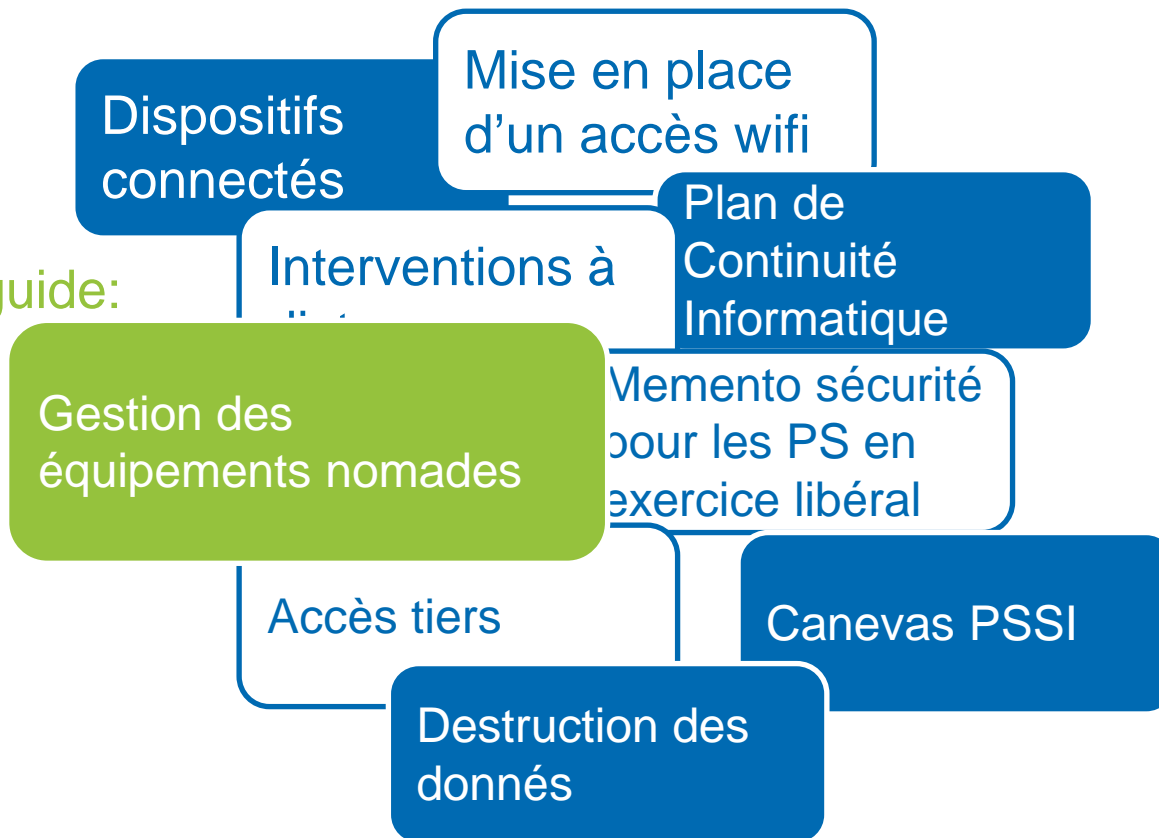 Mise en place
d’un accès wifi
Dispositifs
connectés
Plan de
Continuité
Informatique
Interventions à
guide:
Gestion des
équipements nomades
Memento sécurité
pour les PS en
exercice libéral
Accès tiers
Canevas PSSI
Destruction des
donnés